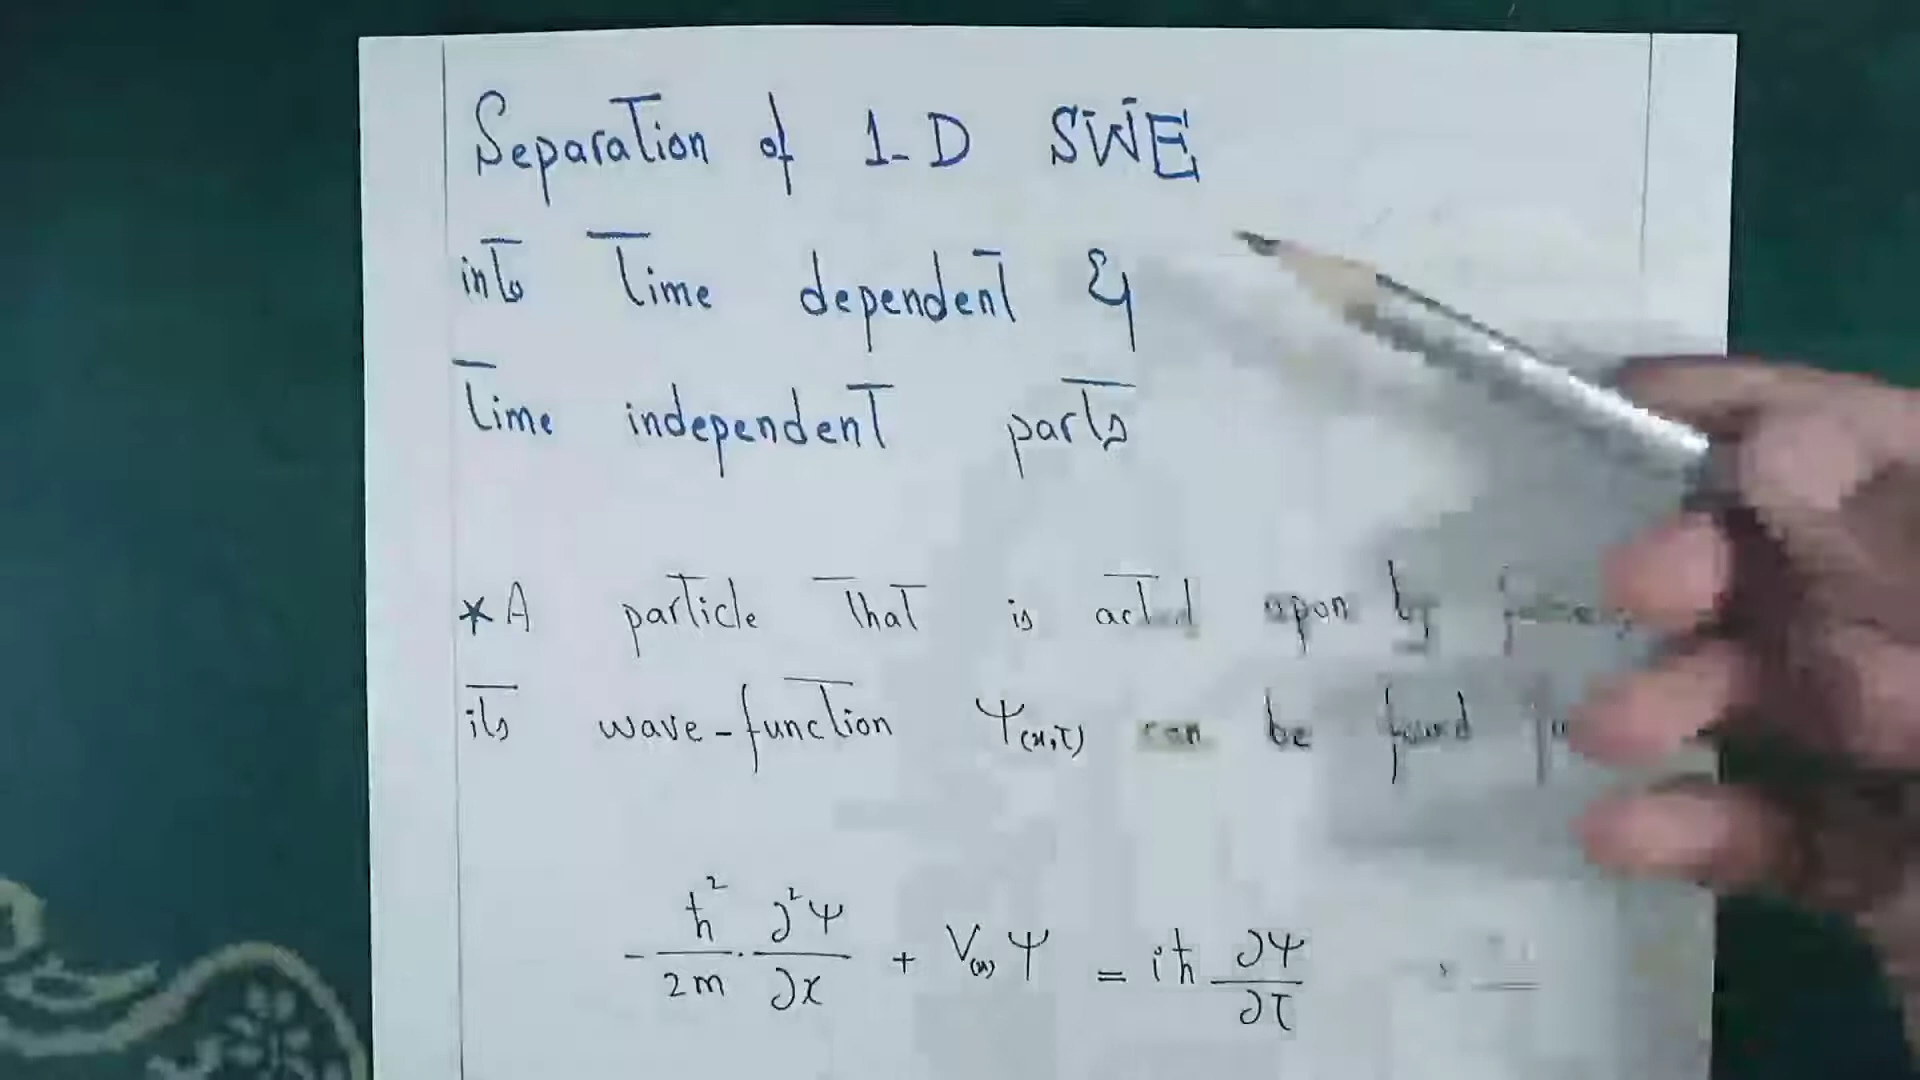 Separation of 1-D SWE
into Time dependent &
Time independent parts
*A particle that is acted upon by
its wave-function Ψ(x,t) can be found
-ħ²/2m · ∂²Ψ/∂x + V(x) Ψ = iħ ∂Ψ/∂t